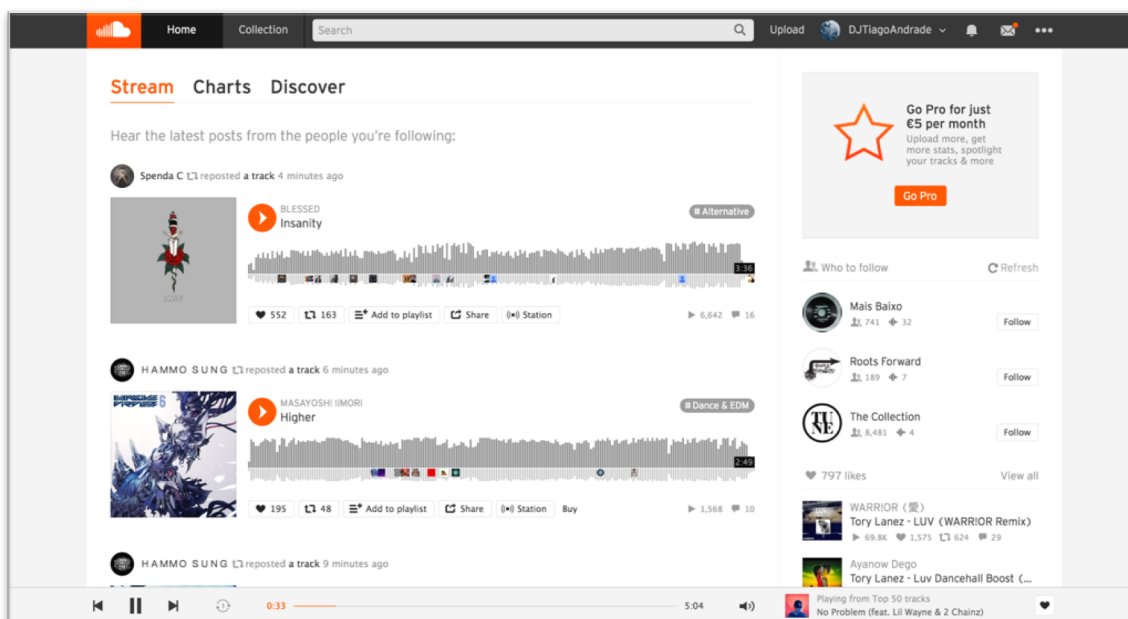 Home
Collection
Search
Upload
DJTiagoAndrade
Stream Charts Discover
Hear the latest posts from the people you're following:
Spenda C reposted a track 4 minutes ago
BLESSED
Insanity
# Alternative
3:36
552
163
Add to playlist
Share
Station
6,642
16
HAMMO SUNG reposted a track 6 minutes ago
MASAYOSHI IIMORI
Higher
# Dance & EDM
2:49
195
48
Add to playlist
Share
Station
Buy
1,568
10
HAMMO SUNG reposted a track 9 minutes ago
Go Pro for just
€5 per month
Upload more, get
more stats, spotlight
your tracks & more
Go Pro
Who to follow
Refresh
Mais Baixo
741 32
Follow
Roots Forward
189 7
Follow
TUNE
The Collection
8,481 4
Follow
797 likes
View all
WARR!OR (愛)
Tory Lanez - LUV (WARR!OR Remix)
69.8K 1,575 624 29
Ayanow Dego
Tory Lanez - Luv Dancehall Boost (...
0:33
5:04
Playing from Top 50 tracks
No Problem (feat. Lil Wayne & 2 Chainz)